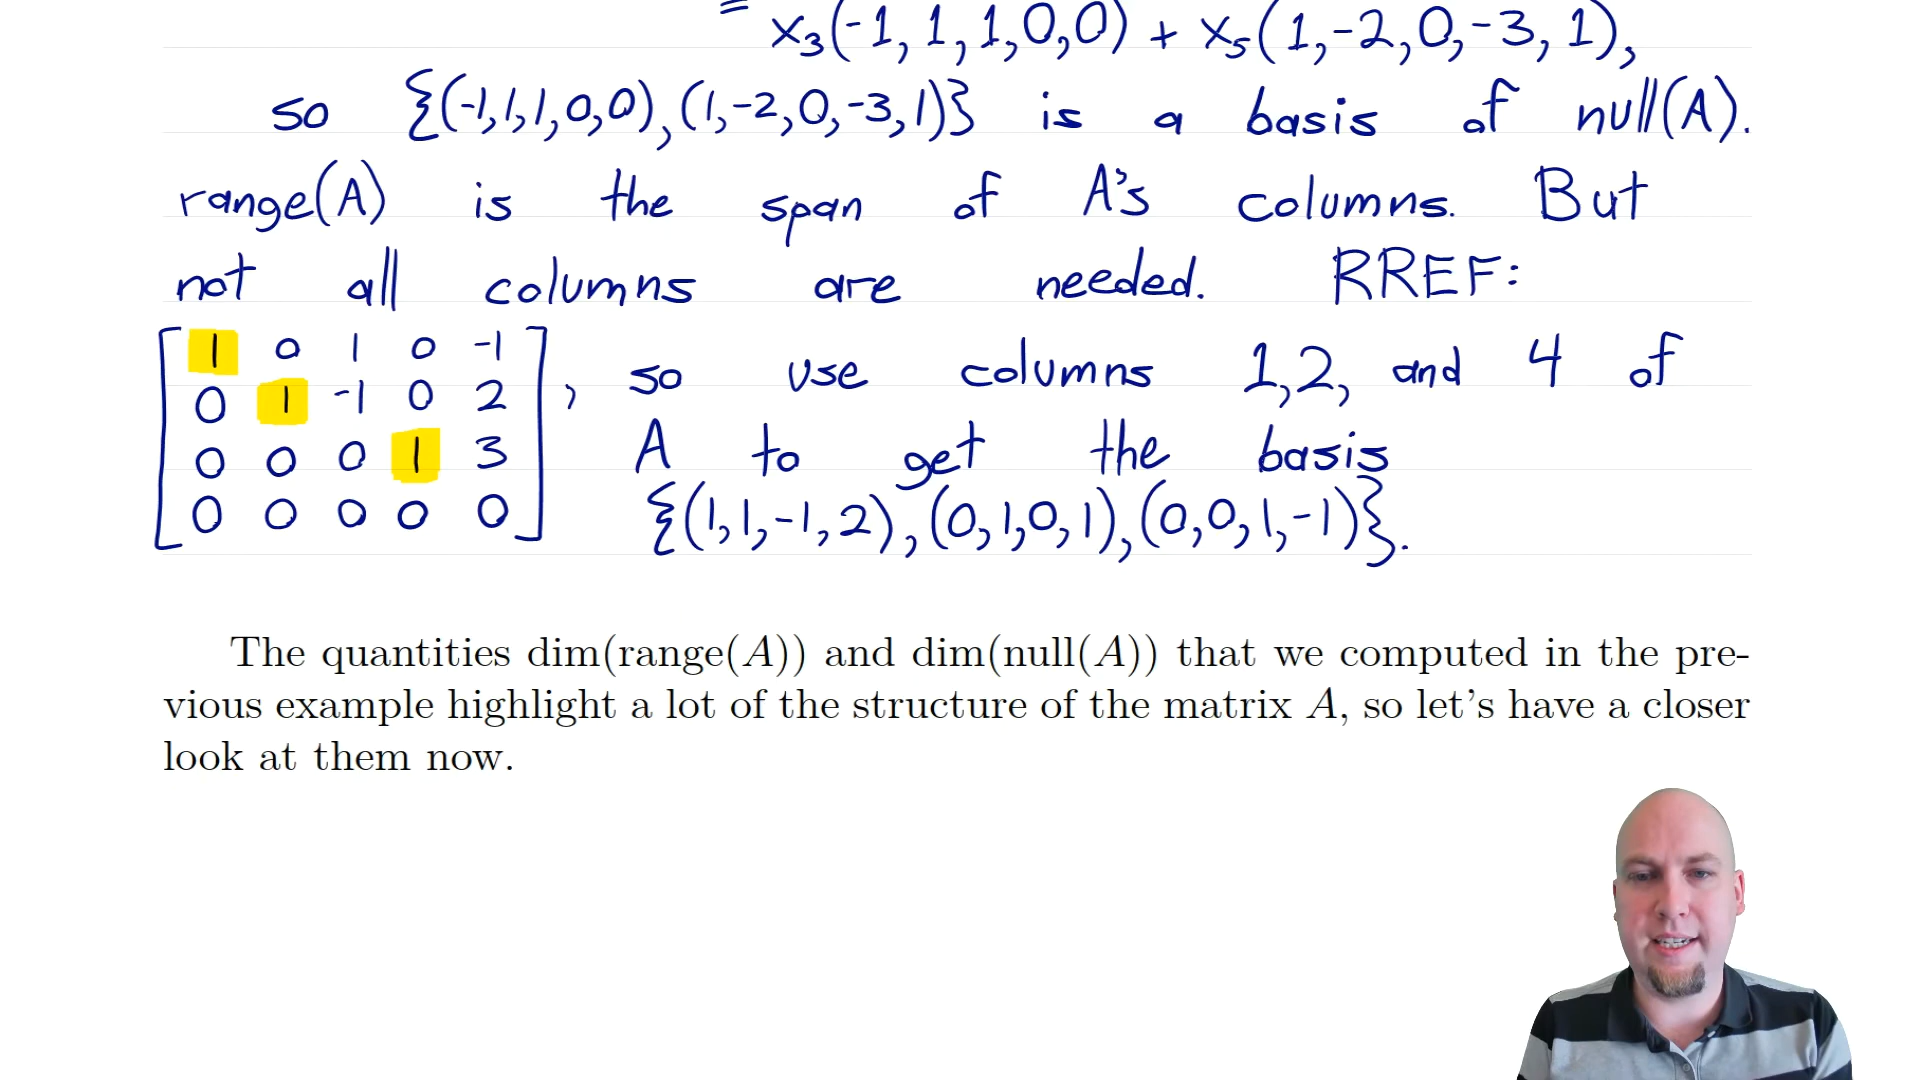 = x₃(-1,1,1,0,0) + x₅(1,-2,0,-3,1),
so {(-1,1,1,0,0),(1,-2,0,-3,1)} is a basis of null(A).
range(A) is the span of A's columns. But
not all columns are needed. RREF:
[1 0 1 0 -1
0 1 -1 0 2
0 0 0 1 3
0 0 0 0 0],
so use columns 1,2, and 4 of
A to get the basis
{(1,1,-1,2),(0,1,0,1),(0,0,1,-1)}.
The quantities dim(range(A)) and dim(null(A)) that we computed in the pre-
vious example highlight a lot of the structure of the matrix A, so let's have a closer
look at them now.